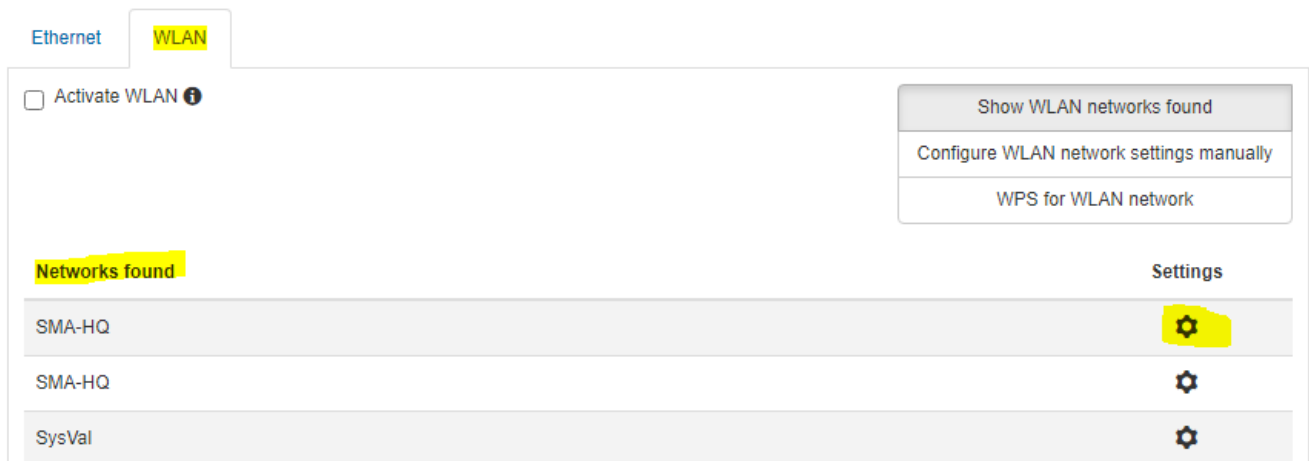 Ethernet WLAN
Activate WLAN
Show WLAN networks found
Configure WLAN network settings manually
WPS for WLAN network
Networks found Settings
SMA-HQ
SMA-HQ
SysVal